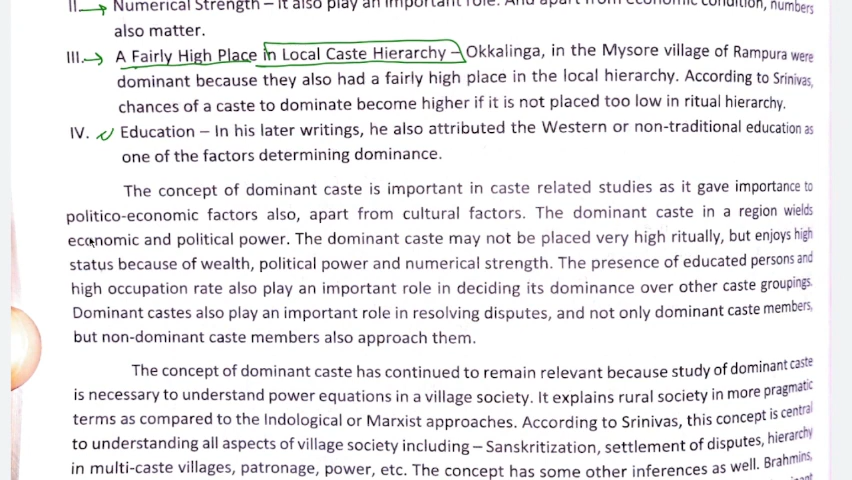 II. Numerical Strength – It also play an important role. And apart from economic condition, numbers
also matter.
III. A Fairly High Place in Local Caste Hierarchy – Okkalinga, in the Mysore village of Rampura were
dominant because they also had a fairly high place in the local hierarchy. According to Srinivas,
chances of a caste to dominate become higher if it is not placed too low in ritual hierarchy.
IV. Education – In his later writings, he also attributed the Western or non-traditional education as
one of the factors determining dominance.
The concept of dominant caste is important in caste related studies as it gave importance to
politico-economic factors also, apart from cultural factors. The dominant caste in a region wields
economic and political power. The dominant caste may not be placed very high ritually, but enjoys high
status because of wealth, political power and numerical strength. The presence of educated persons and
high occupation rate also play an important role in deciding its dominance over other caste groupings.
Dominant castes also play an important role in resolving disputes, and not only dominant caste members,
but non-dominant caste members also approach them.
The concept of dominant caste has continued to remain relevant because study of dominant caste
is necessary to understand power equations in a village society. It explains rural society in more pragmatic
terms as compared to the Indological or Marxist approaches. According to Srinivas, this concept is central
to understanding all aspects of village society including – Sanskritization, settlement of disputes, hierarchy
in multi-caste villages, patronage, power, etc. The concept has some other inferences as well. Brahmins,